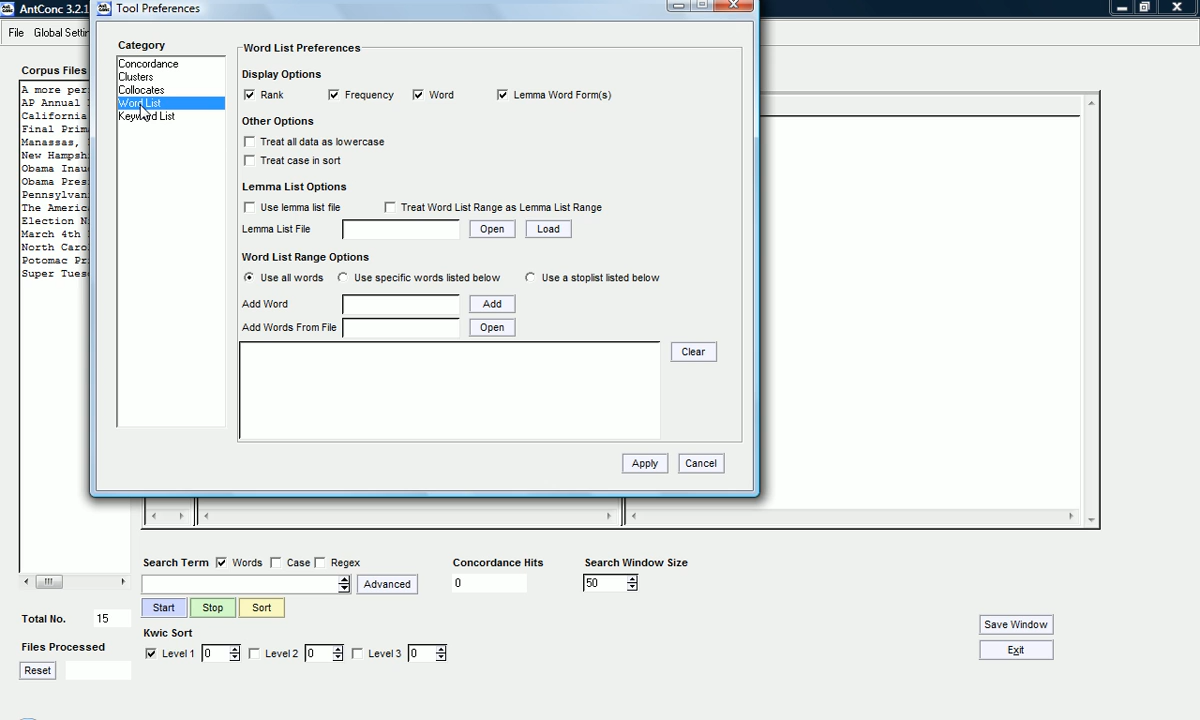 AntConc 3.2.1
Tool Preferences
File Global Settin
Category
Concordance
Clusters
Collocates
Word List
Keyword List
Word List Preferences
Display Options
Rank Frequency Word Lemma Word Form(s)
Other Options
Treat all data as lowercase
Treat case in sort
Lemma List Options
Use lemma list file Treat Word List Range as Lemma List Range
Lemma List File Open Load
Word List Range Options
Use all words Use specific words listed below Use a stoplist listed below
Add Word Add
Add Words From File Open
Clear
Apply Cancel
Corpus Files
A more per
AP Annual
California
Final Prim
Manassas,
New Hampsh
Obama Inau
Obama Pres
Pennsylvan
The Americ
Election N
March 4th
North Caro
Potomac Pr
Super Tues
Total No. 15
Files Processed
Reset
Search Term Words Case Regex
Advanced
Start Stop Sort
Kwic Sort
Level 1 0 Level 2 0 Level 3 0
Concordance Hits
0
Search Window Size
50
Save Window
Exit